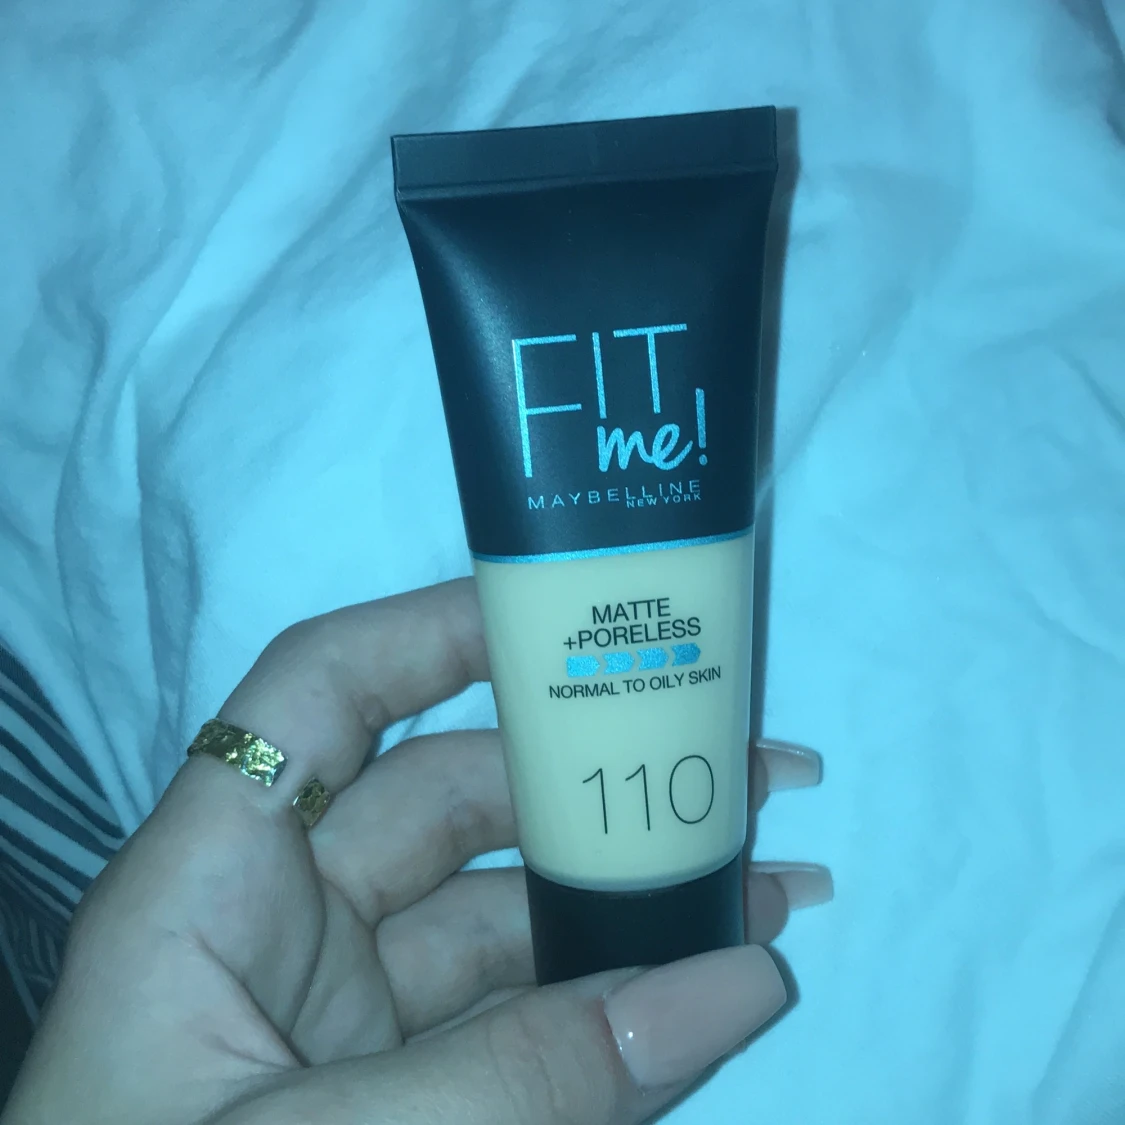 FIT
me!
MAYBELLINE
NEW YORK
MATTE
+PORELESS
NORMAL TO OILY SKIN
110